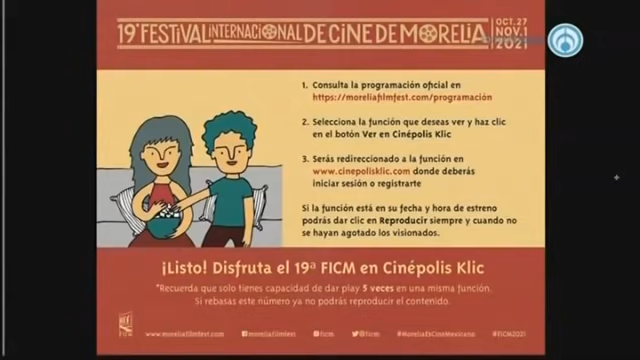 19º FESTIVAL INTERNACIONAL DE CINE DE MORELIA
OCT.27
NOV.1
2021
1. Consulta la programación oficial en
https://moreliafilmfest.com/programación
2. Selecciona la función que deseas ver y haz clic
en el botón Ver en Cinépolis Klic
3. Serás redireccionado a la función en
www.cinepolisklic.com donde deberás
iniciar sesión o registrarte
Si la función está en su fecha y hora de estreno
podrás dar clic en Reproducir siempre y cuando no
se hayan agotado los visionados.
¡Listo! Disfruta el 19º FICM en Cinépolis Klic
*Recuerda que solo tienes capacidad de dar play 5 veces en una misma función.
Si rebasas este número ya no podrás reproducir el contenido.
FICM
www.moreliafilmfest.com
moreliafilmfest
ficm
@ficm
#MoreliaEsCineMexicano
#FICM2021